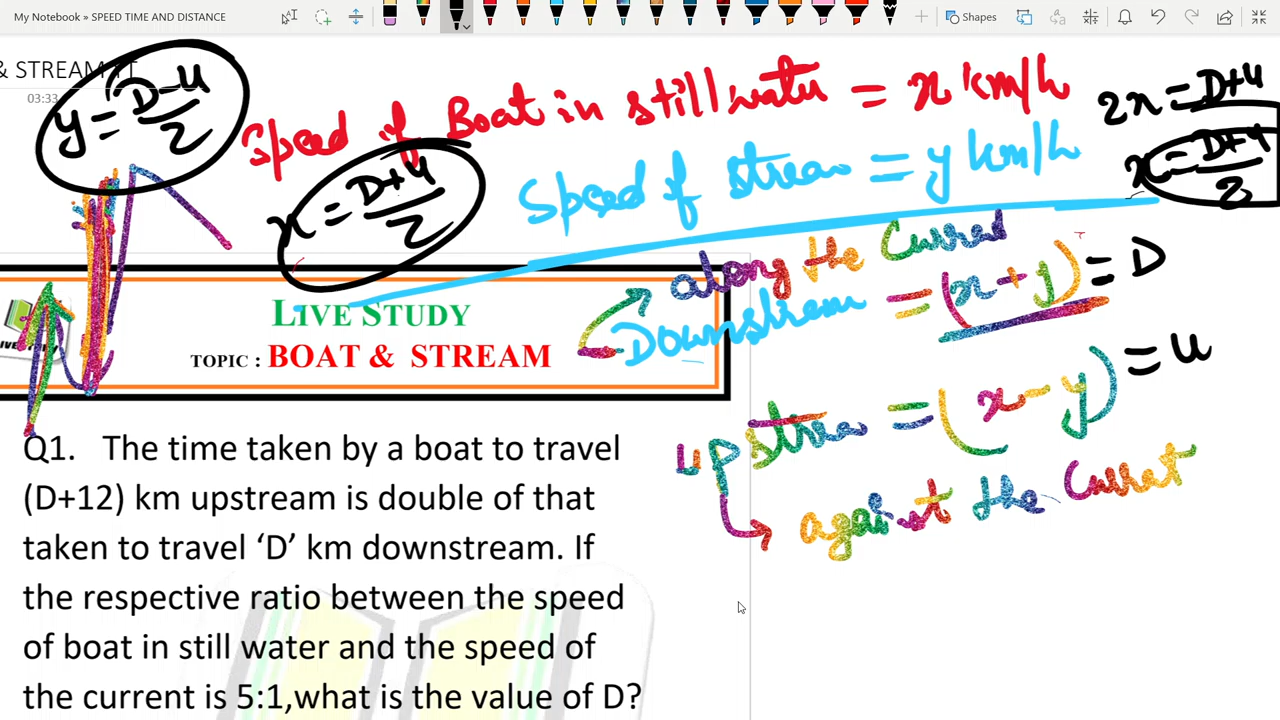 My Notebook » SPEED TIME AND DISTANCE
Shapes
& STREAM YT
03:33
y = D-u/2
Speed of Boat in still water = x km/h
2x = D+u
x = D+u/2
x = D+u/2
Speed of stream = y km/h
along the Current
Downstream = (x+y) = D
LIVE STUDY
TOPIC : BOAT & STREAM
upstream = (x-y) = u
against the Current
Q1. The time taken by a boat to travel
(D+12) km upstream is double of that
taken to travel ‘D’ km downstream. If
the respective ratio between the speed
of boat in still water and the speed of
the current is 5:1,what is the value of D?